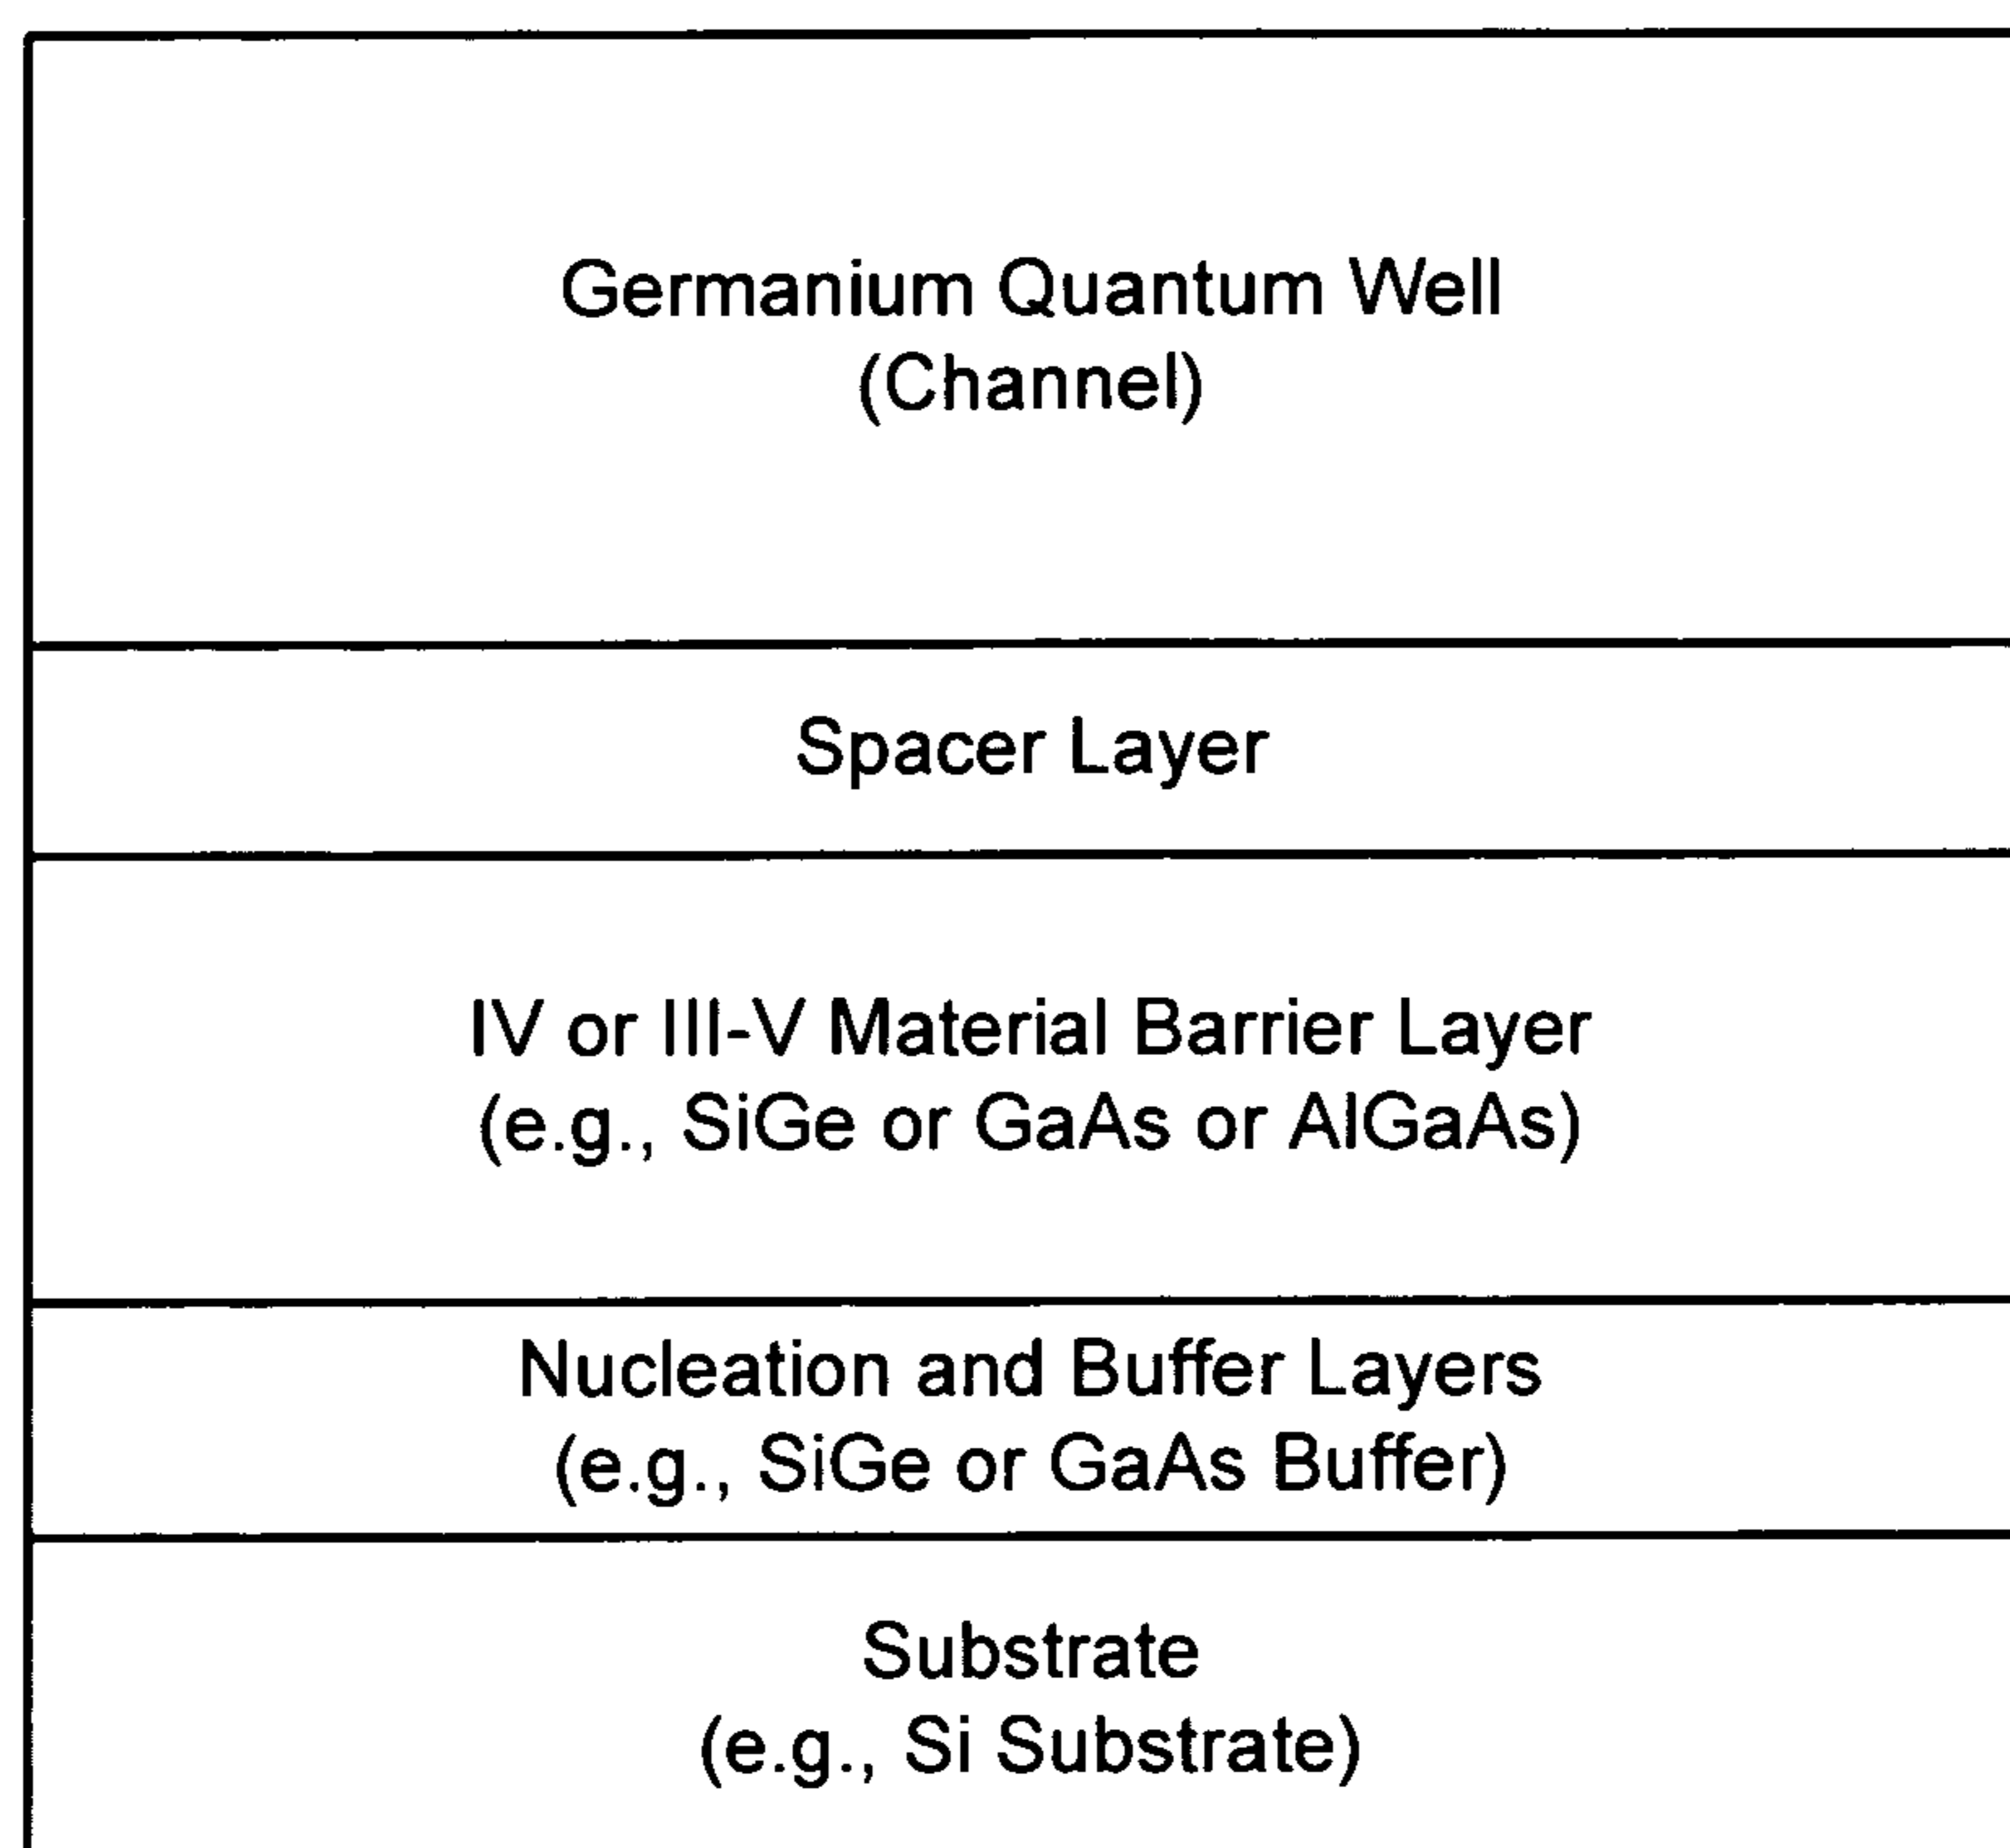 Germanium Quantum Well
(Channel)
Spacer Layer
IV or III-V Material Barrier Layer
(e.g., SiGe or GaAs or AlGaAs)
Nucleation and Buffer Layers
(e.g., SiGe or GaAs Buffer)
Substrate
(e.g., Si Substrate)